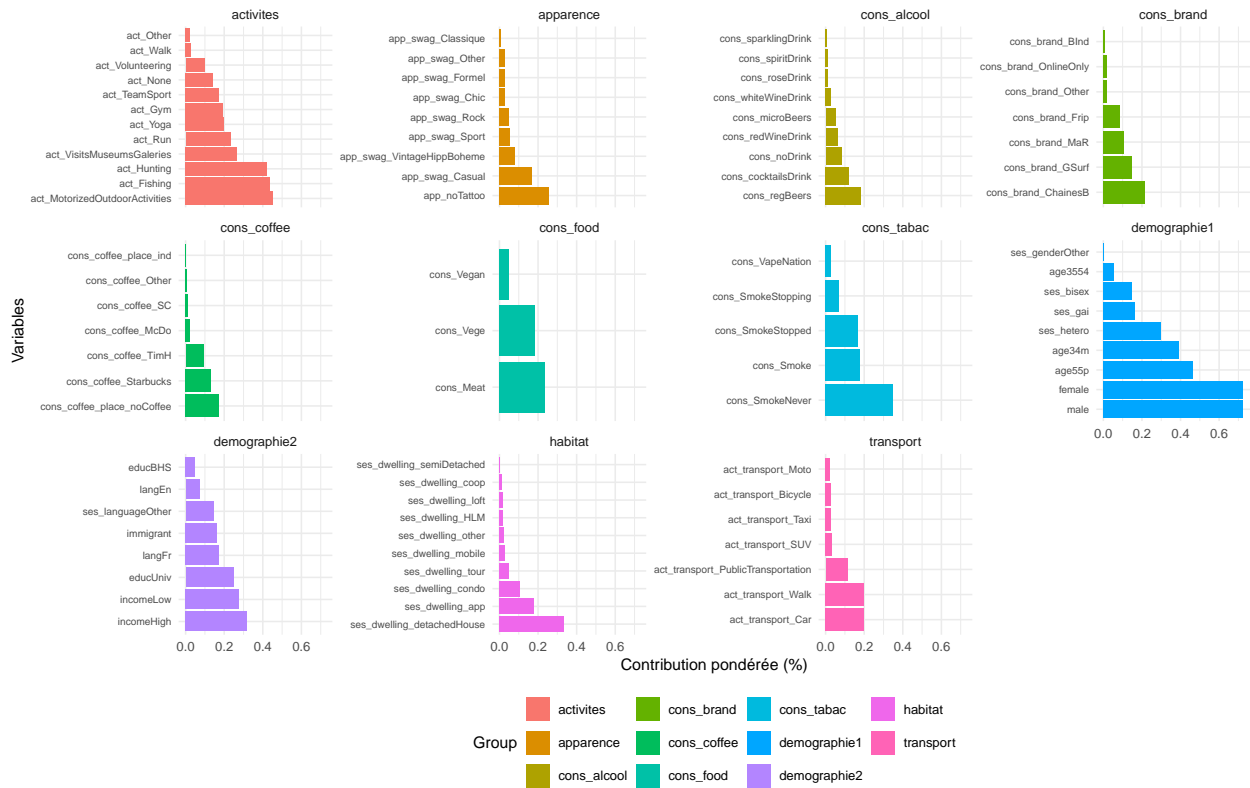 activites
act_Other
act_Walk
act_Volunteering
act_None
act_TeamSport
act_Gym
act_Yoga
act_Run
act_VisitsMuseumsGaleries
act_Hunting
act_Fishing
act_MotorizedOutdoorActivities
apparence
app_swag_Classique
app_swag_Other
app_swag_Formel
app_swag_Chic
app_swag_Rock
app_swag_Sport
app_swag_VintageHippBoheme
app_swag_Casual
app_noTattoo
cons_alcool
cons_sparklingDrink
cons_spiritDrink
cons_roseDrink
cons_whiteWineDrink
cons_microBeers
cons_redWineDrink
cons_noDrink
cons_cocktailsDrink
cons_regBeers
cons_brand
cons_brand_BInd
cons_brand_OnlineOnly
cons_brand_Other
cons_brand_Frip
cons_brand_MaR
cons_brand_GSurf
cons_brand_ChainesB
Variables
cons_coffee
cons_coffee_place_ind
cons_coffee_Other
cons_coffee_SC
cons_coffee_McDo
cons_coffee_TimH
cons_coffee_Starbucks
cons_coffee_place_noCoffee
cons_food
cons_Vegan
cons_Vege
cons_Meat
cons_tabac
cons_VapeNation
cons_SmokeStopping
cons_SmokeStopped
cons_Smoke
cons_SmokeNever
demographie1
ses_genderOther
age3554
ses_bisex
ses_gai
ses_hetero
age34m
age55p
female
male
0.0 0.2 0.4 0.6
demographie2
educBHS
langEn
ses_languageOther
immigrant
langFr
educUniv
incomeLow
incomeHigh
0.0 0.2 0.4 0.6
habitat
ses_dwelling_semiDetached
ses_dwelling_coop
ses_dwelling_loft
ses_dwelling_HLM
ses_dwelling_other
ses_dwelling_mobile
ses_dwelling_tour
ses_dwelling_condo
ses_dwelling_app
ses_dwelling_detachedHouse
0.0 0.2 0.4 0.6
transport
act_transport_Moto
act_transport_Bicycle
act_transport_Taxi
act_transport_SUV
act_transport_PublicTransportation
act_transport_Walk
act_transport_Car
0.0 0.2 0.4 0.6
Contribution pondérée (%)
Group
activites
apparence
cons_alcool
cons_brand
cons_coffee
cons_food
cons_tabac
demographie1
demographie2
habitat
transport